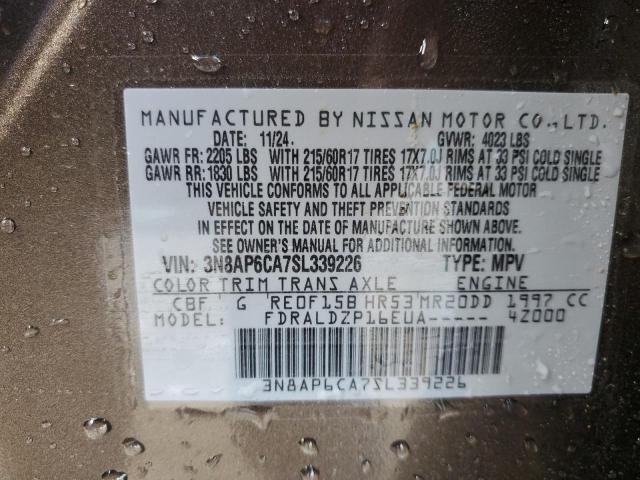 MANUFACTURED BY NISSAN MOTOR CO.,LTD.
DATE: 11/24. GVWR: 4023 LBS
GAWR FR: 2205 LBS WITH 215/60R17 TIRES 17X7.0J RIMS AT 33 PSI COLD SINGLE
GAWR RR: 1830 LBS WITH 215/60R17 TIRES 17X7.0J RIMS AT 33 PSI COLD SINGLE
THIS VEHICLE CONFORMS TO ALL APPLICABLE FEDERAL MOTOR
VEHICLE SAFETY AND THEFT PREVENTION STANDARDS
IN EFFECT ON THE DATE OF MANUFACTURE SHOWN ABOVE.
SEE OWNER'S MANUAL FOR ADDITIONAL INFORMATION.
VIN: 3N8AP6CA7SL339226 TYPE: MPV
COLOR TRIM TRANS AXLE ENGINE
CBF G RE0F15B HR53 MR20DD 1997 CC
MODEL: FDRALDZP16EUA----- 42000
3N8AP6CA7SL339226